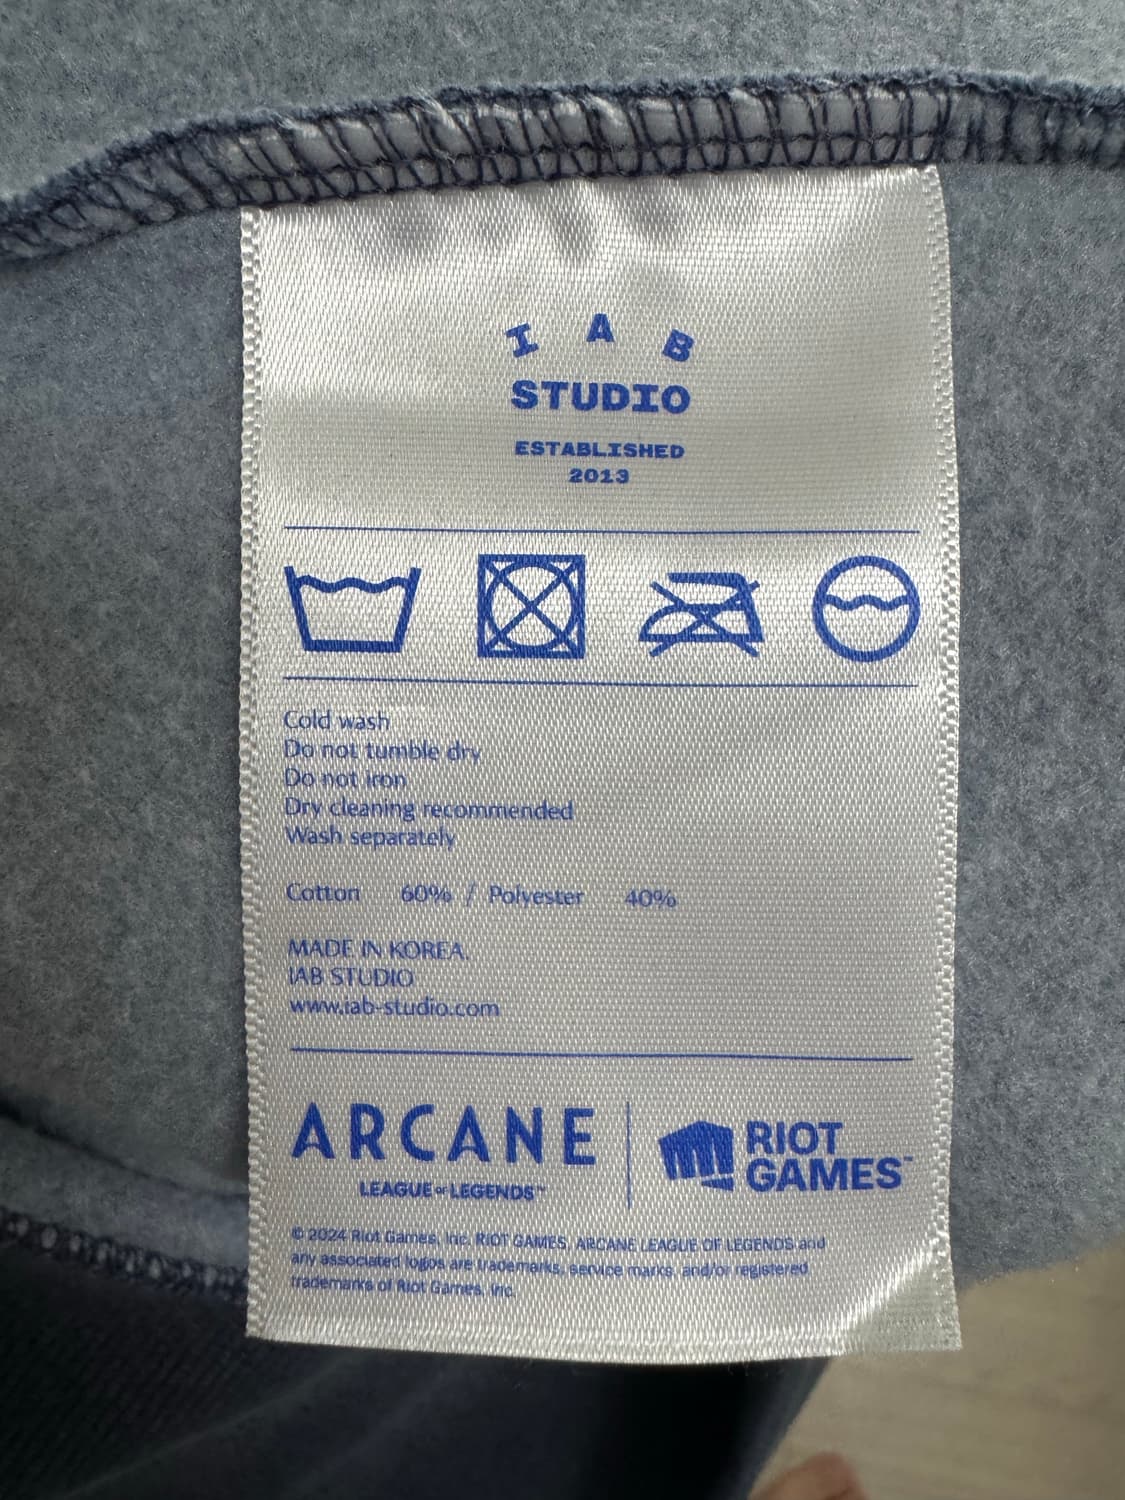 I A B
STUDIO
ESTABLISHED
2013
Cold wash
Do not tumble dry
Do not iron
Dry cleaning recommended
Wash separately
Cotton 60% / Polyester 40%
MADE IN KOREA.
IAB STUDIO
www.iab-studio.com
ARCANE
LEAGUE OF LEGENDS™
RIOT
GAMES™
© 2024 Riot Games, Inc. RIOT GAMES, ARCANE LEAGUE OF LEGENDS and
any associated logos are trademarks, service marks, and/or registered
trademarks of Riot Games, Inc.